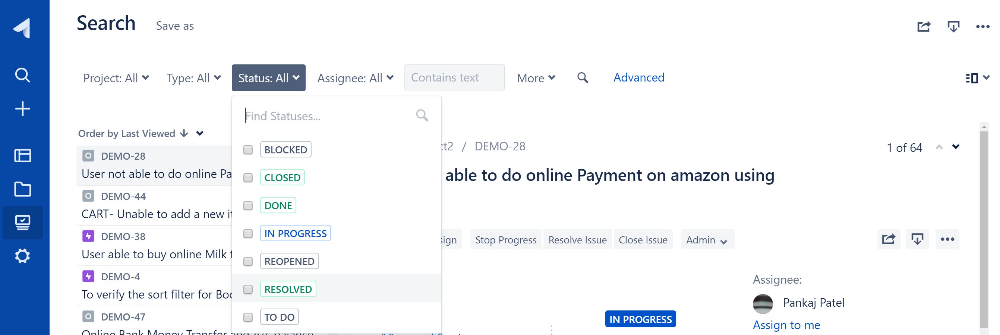 Search Save as
Project: All Type: All Status: All Assignee: All Contains text More Advanced
Find Statuses...
Order by Last Viewed
BLOCKED
CLOSED
DONE
IN PROGRESS
REOPENED
RESOLVED
TO DO
DEMO-28
User not able to do online Pa
DEMO-44
CART- Unable to add a new it
DEMO-38
User able to buy online Milk f
DEMO-4
To verify the sort filter for Boo
DEMO-47
Online Bank Money Transfer and
ct2 / DEMO-28
1 of 64
able to do online Payment on amazon using
sign Stop Progress Resolve Issue Close Issue Admin
Assignee:
Pankaj Patel
IN PROGRESS
Assign to me